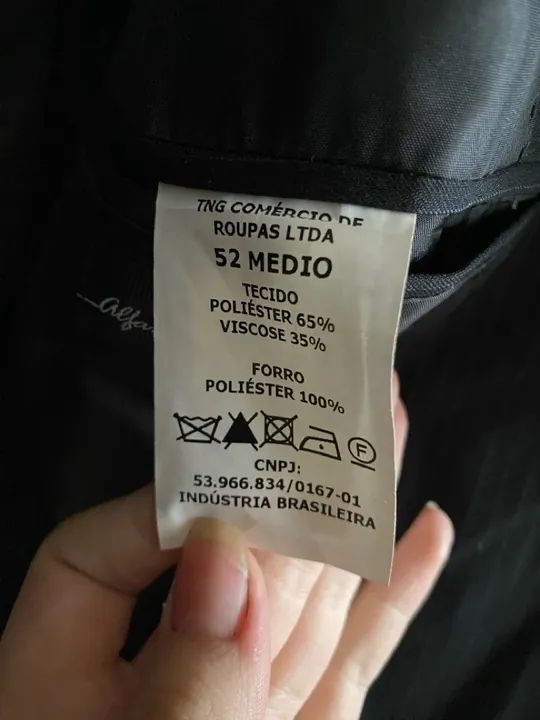 TNG COMÉRCIO DE
ROUPAS LTDA
52 MEDIO
TECIDO
POLIÉSTER 65%
VISCOSE 35%
FORRO
POLIÉSTER 100%
F
CNPJ:
53.966.834/0167-01
INDÚSTRIA BRASILEIRA